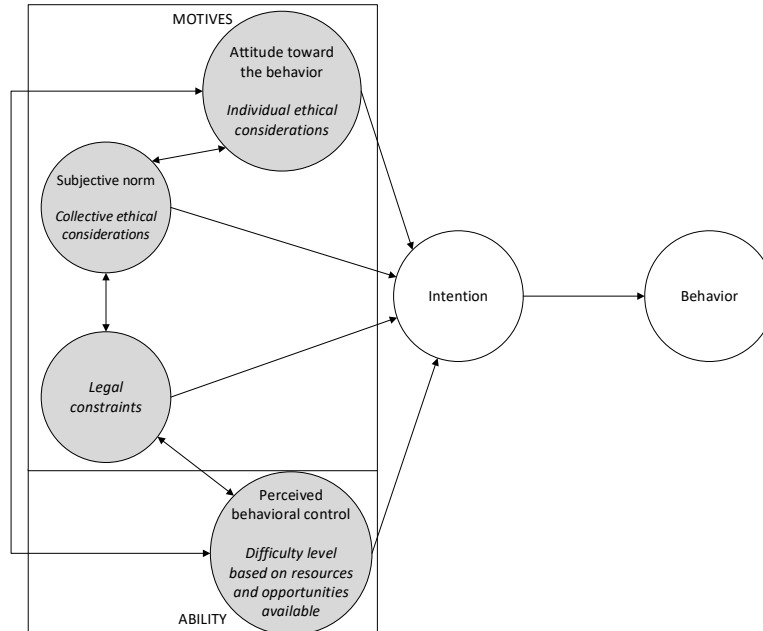 MOTIVES
Attitude toward
the behavior
Individual ethical
considerations
Subjective norm
Collective ethical
considerations
Intention
Behavior
Legal
constraints
Perceived
behavioral control
Difficulty level
based on resources
and opportunities
available
ABILITY